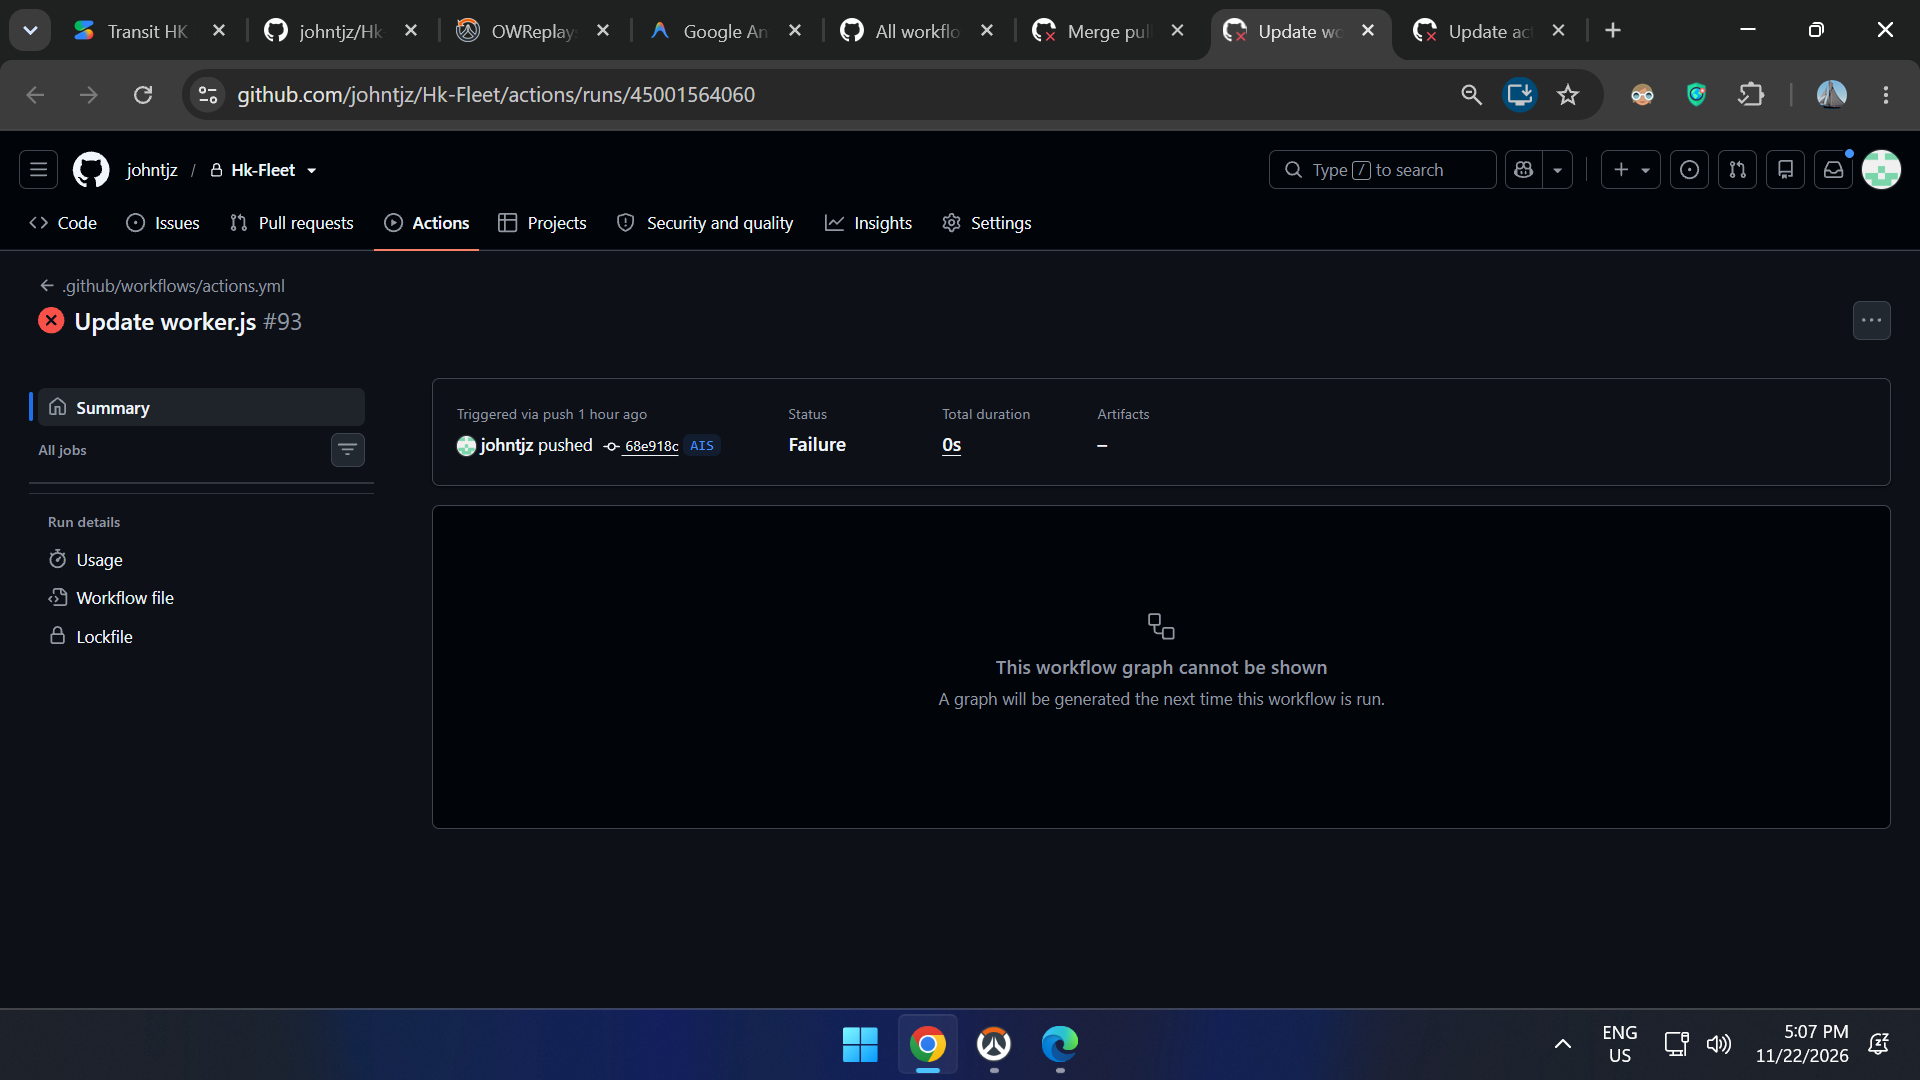 Transit HK
johntjz/Hk-
OWReplays
Google An
All workflo
Merge pull
Update wo
Update act
github.com/johntjz/Hk-Fleet/actions/runs/45001564060
johntjz / Hk-Fleet
Type / to search
Code
Issues
Pull requests
Actions
Projects
Security and quality
Insights
Settings
.github/workflows/actions.yml
Update worker.js #93
Summary
All jobs
Run details
Usage
Workflow file
Lockfile
Triggered via push 1 hour ago
johntjz pushed 68e918c AIS
Status
Failure
Total duration
0s
Artifacts
–
This workflow graph cannot be shown
A graph will be generated the next time this workflow is run.
ENG
US
5:07 PM
11/22/2026